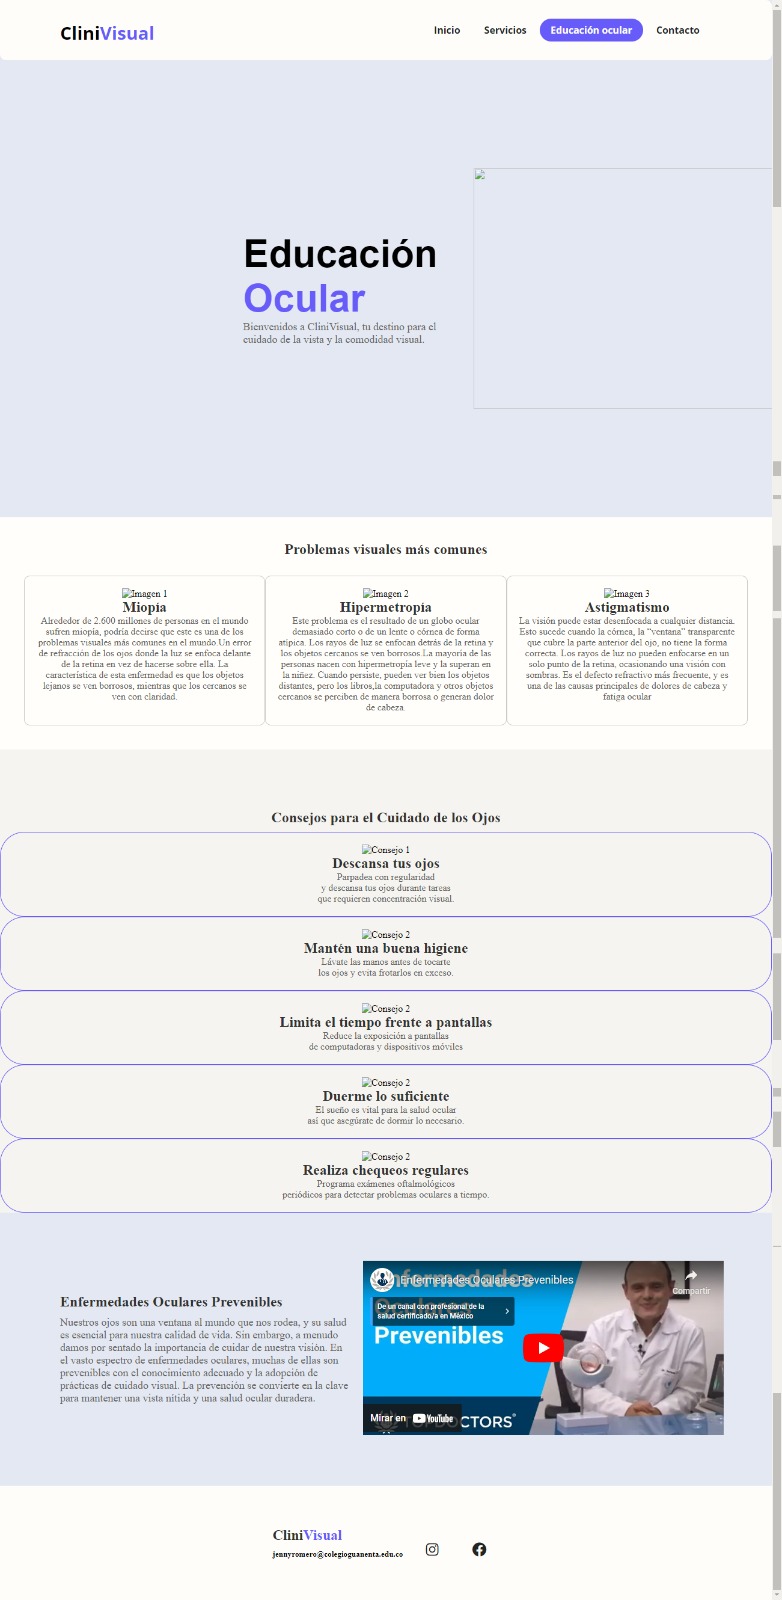 CliniVisual
Inicio Servicios Educación ocular Contacto
Educación
Ocular
Bienvenidos a CliniVisual, tu destino para el
cuidado de la vista y la comodidad visual.
Problemas visuales más comunes
Imagen 1
Miopía
Alrededor de 2.600 millones de personas en el mundo
sufren miopía, podría decirse que este es una de los
problemas visuales más comunes en el mundo.Un error
de refracción de los ojos donde la luz se enfoca delante
de la retina en vez de hacerse sobre ella. La
característica de esta enfermedad es que los objetos
lejanos se ven borrosos, mientras que los cercanos se
ven con claridad.
Imagen 2
Hipermetropía
Este problema es el resultado de un globo ocular
demasiado corto o de un lente o córnea de forma
atípica. Los rayos de luz se enfocan detrás de la retina y
los objetos cercanos se ven borrosos.La mayoría de las
personas nacen con hipermetropía leve y la superan en
la niñez. Cuando persiste, pueden ver bien los objetos
distantes, pero los libros,la computadora y otros objetos
cercanos se perciben de manera borrosa o generan dolor
de cabeza.
Imagen 3
Astigmatismo
La visión puede estar desenfocada a cualquier distancia.
Esto sucede cuando la córnea, la “ventana” transparente
que cubre la parte anterior del ojo, no tiene la forma
correcta. Los rayos de luz no pueden enfocarse en un
solo punto de la retina, ocasionando una visión con
sombras. Es el defecto refractivo más frecuente, y es
una de las causas principales de dolores de cabeza y
fatiga ocular
Consejos para el Cuidado de los Ojos
Consejo 1
Descansa tus ojos
Parpadea con regularidad
y descansa tus ojos durante tareas
que requieren concentración visual.
Consejo 2
Mantén una buena higiene
Lávate las manos antes de tocarte
los ojos y evita frotarlos en exceso.
Consejo 2
Limita el tiempo frente a pantallas
Reduce la exposición a pantallas
de computadoras y dispositivos móviles
Consejo 2
Duerme lo suficiente
El sueño es vital para la salud ocular
así que asegúrate de dormir lo necesario.
Consejo 2
Realiza chequeos regulares
Programa exámenes oftalmológicos
periódicos para detectar problemas oculares a tiempo.
Enfermedades Oculares Prevenibles
Nuestros ojos son una ventana al mundo que nos rodea, y su salud
es esencial para nuestra calidad de vida. Sin embargo, a menudo
damos por sentado la importancia de cuidar de nuestra visión. En
el vasto espectro de enfermedades oculares, muchas de ellas son
prevenibles con el conocimiento adecuado y la adopción de
prácticas de cuidado visual. La prevención se convierte en la clave
para mantener una vista nítida y una salud ocular duradera.
Enfermedades Oculares Prevenibles
Compartir
De un canal con profesional de la
salud certificado/a en México
Enfermedades
Prevenibles
Mirar en YouTube
TOPDOCTORS®
CliniVisual
jennyromero@colegioguanenta.edu.co